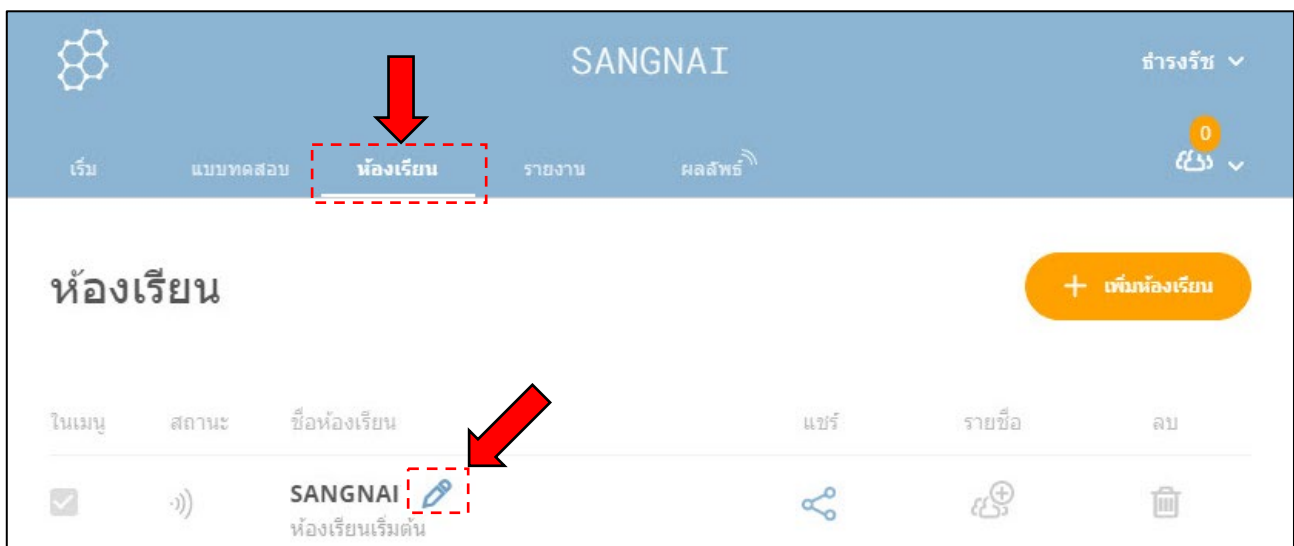 SANGNAI
ธำรงรัช
0
เริ่ม แบบทดสอบ ห้องเรียน รายงาน ผลลัพธ์
ห้องเรียน
+ เพิ่มห้องเรียน
ในเมนู สถานะ ชื่อห้องเรียน แชร์ รายชื่อ ลบ
SANGNAI
ห้องเรียนเริ่มต้น